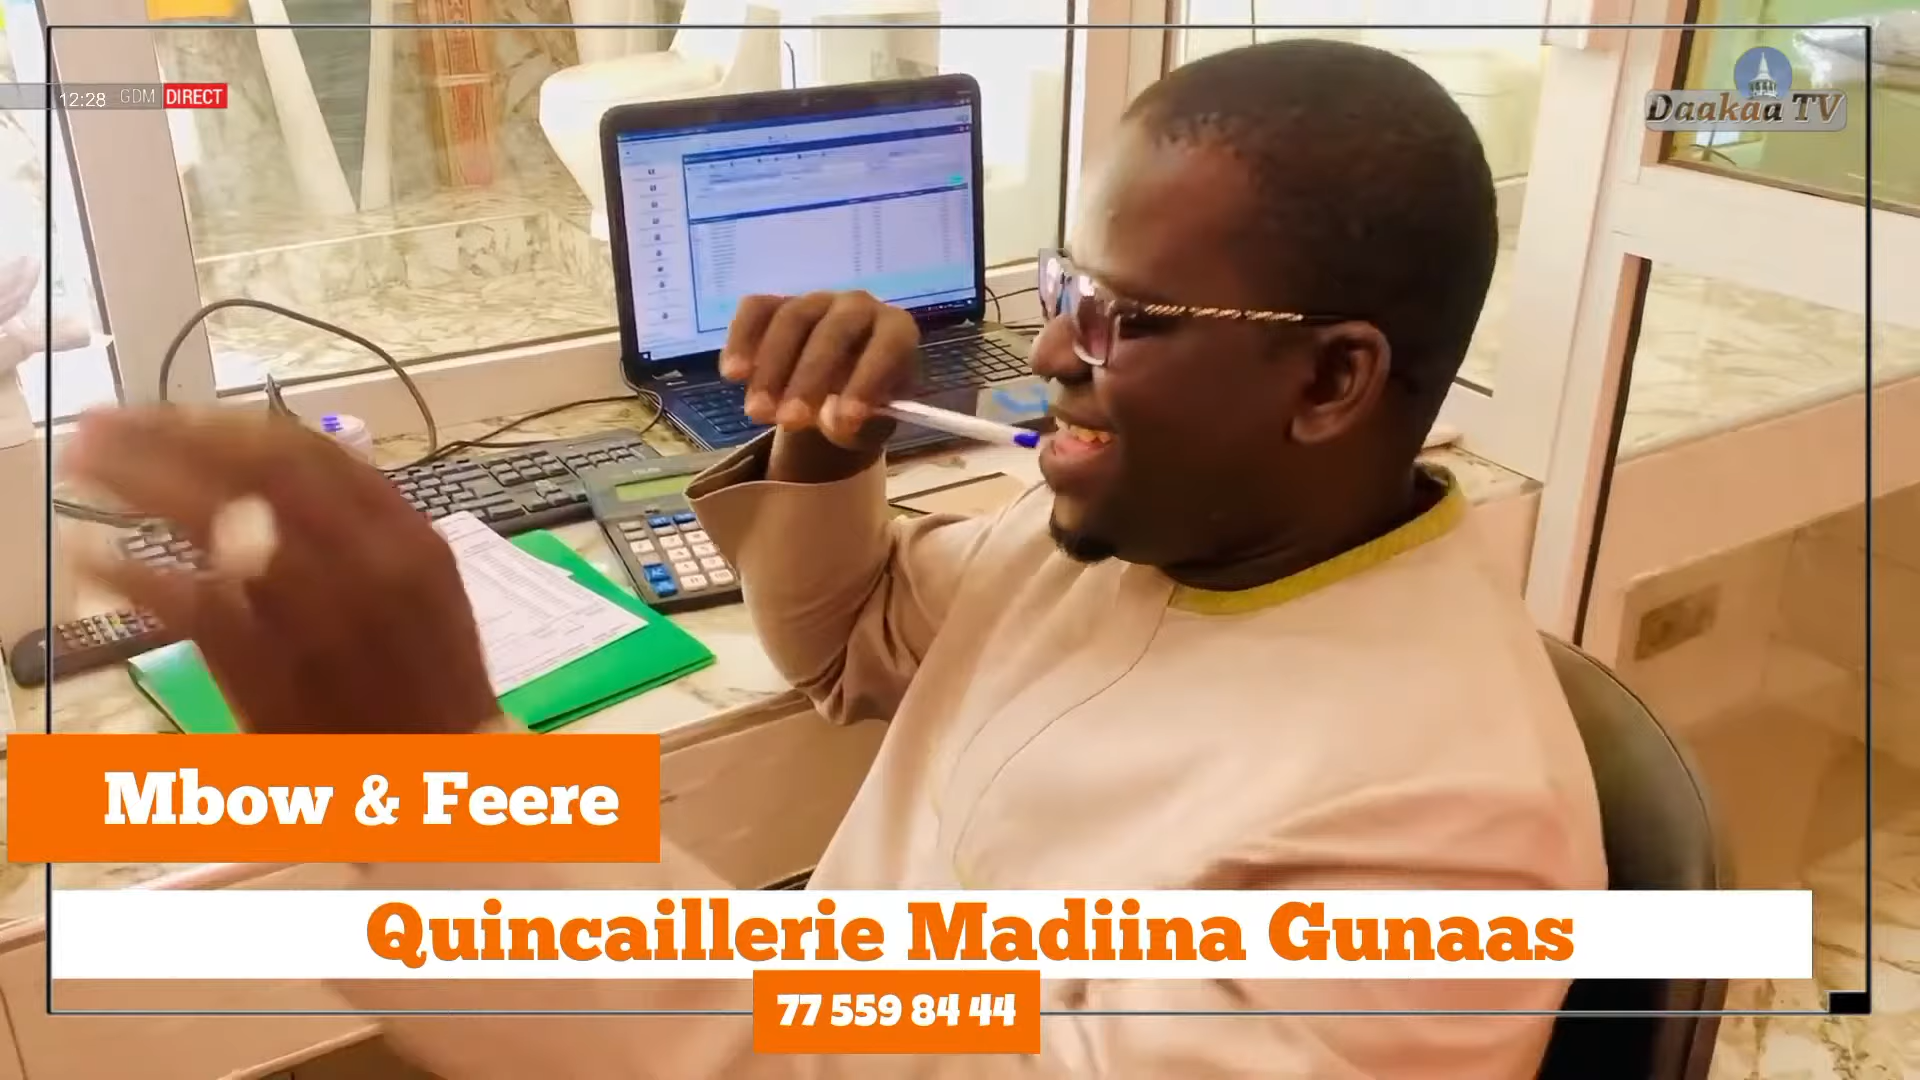 12:28 GDM DIRECT
Daakaa TV
Mbow & Feere
Quincaillerie Madiina Gunaas
77 559 84 44